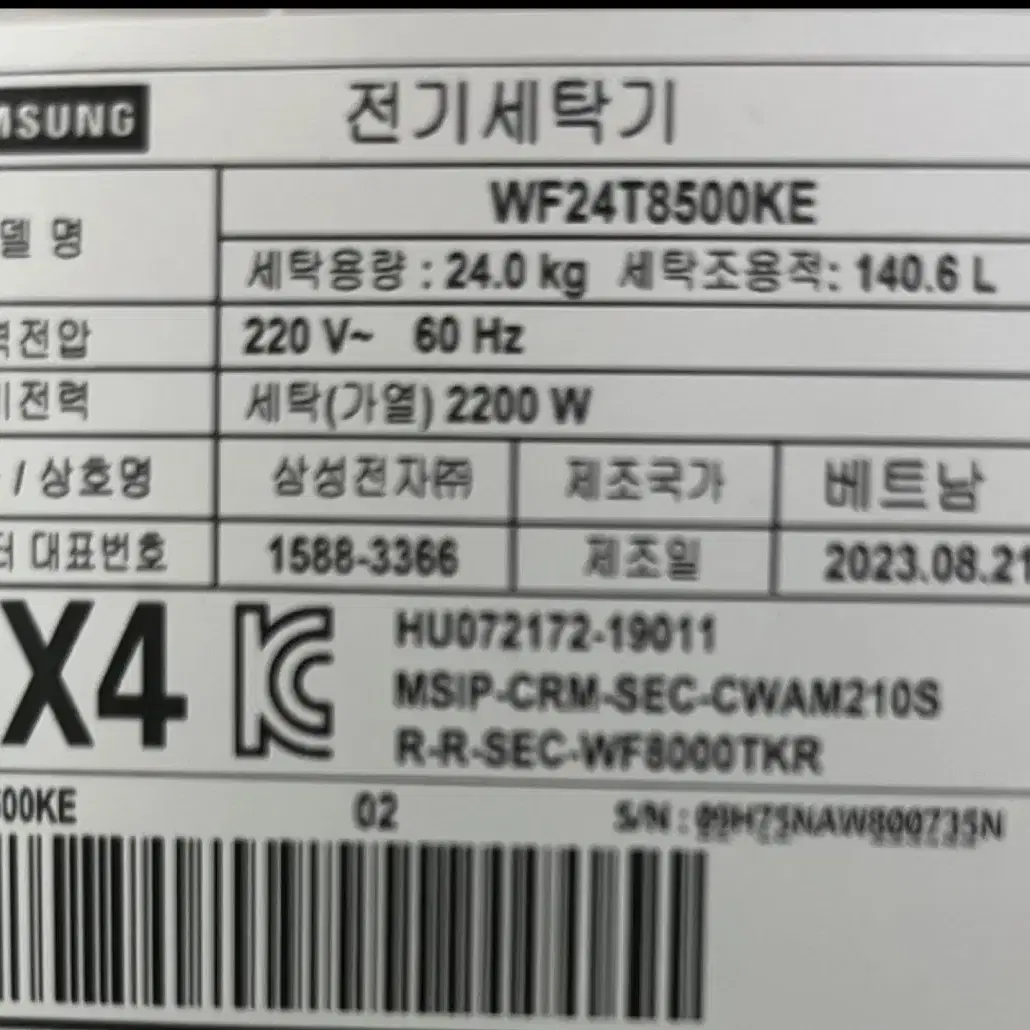 MSUNG 전기세탁기
델 명 WF24T8500KE
세탁용량 : 24.0 kg 세탁조용적: 140.6 L
력전압 220 V~ 60 Hz
비전력 세탁(가열) 2200 W
/ 상호명 삼성전자㈜ 제조국가 베트남
터 대표번호 1588-3366 제조일 2023.08.21
X4
HU072172-19011
MSIP-CRM-SEC-CWAM210S
R-R-SEC-WF8000TKR
500KE 02 S/N :